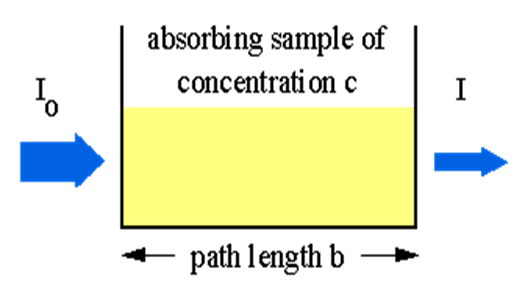 absorbing sample of
concentration c
I₀
I
path length b